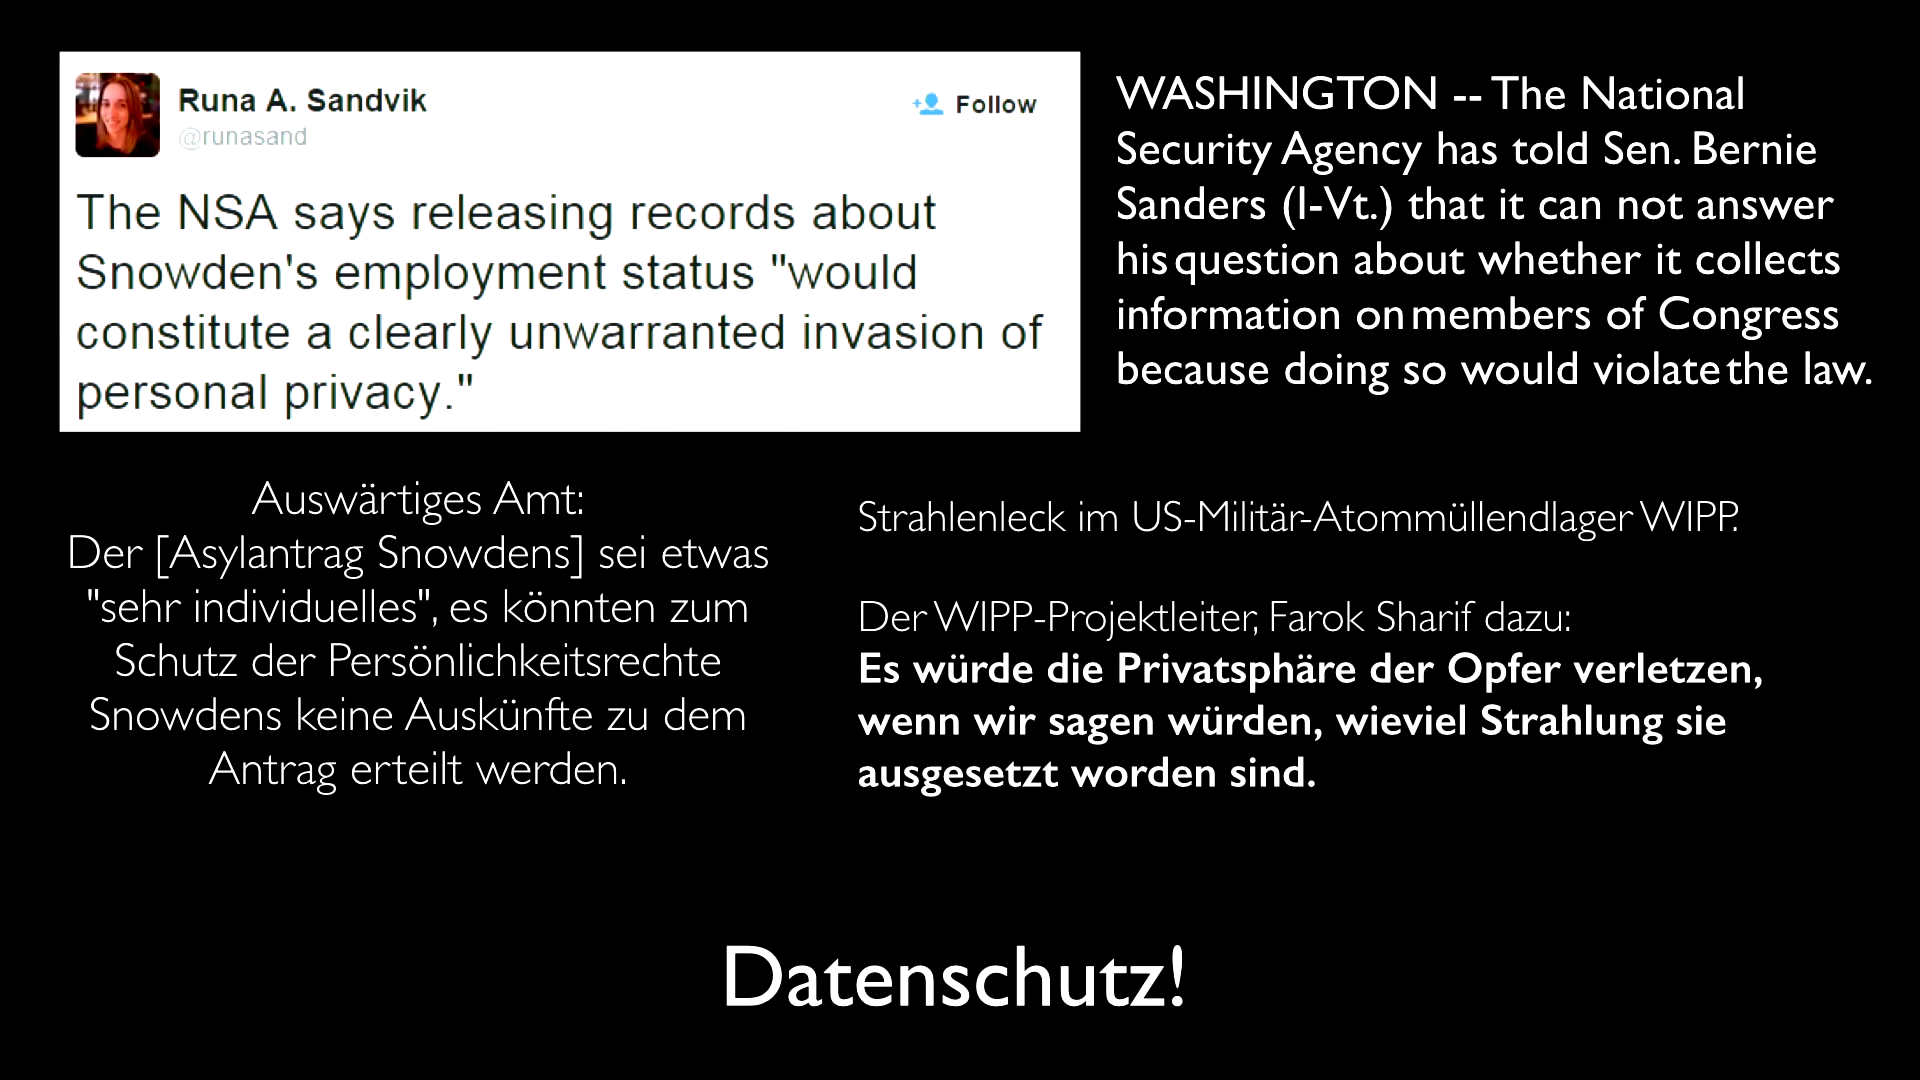 Runa A. Sandvik
@runasand
Follow
The NSA says releasing records about
Snowden's employment status "would
constitute a clearly unwarranted invasion of
personal privacy."
WASHINGTON -- The National
Security Agency has told Sen. Bernie
Sanders (I-Vt.) that it can not answer
his question about whether it collects
information on members of Congress
because doing so would violate the law.
Auswärtiges Amt:
Der [Asylantrag Snowdens] sei etwas
"sehr individuelles", es könnten zum
Schutz der Persönlichkeitsrechte
Snowdens keine Auskünfte zu dem
Antrag erteilt werden.
Strahlenleck im US-Militär-Atommüllendlager WIPP.
Der WIPP-Projektleiter, Farok Sharif dazu:
Es würde die Privatsphäre der Opfer verletzen,
wenn wir sagen würden, wieviel Strahlung sie
ausgesetzt worden sind.
Datenschutz!